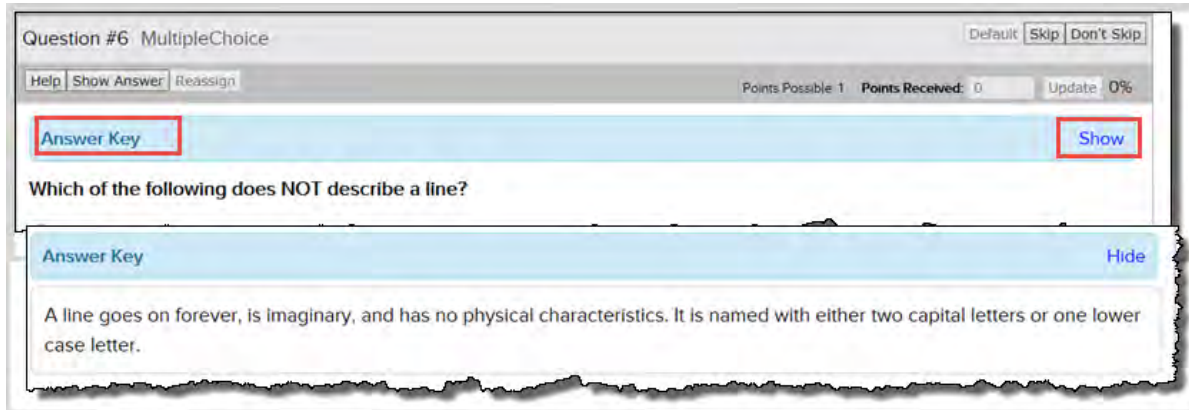 Question #6 MultipleChoice Default Skip Don't Skip
Help Show Answer Reassign Points Possible 1 Points Received: 0 Update 0%
Answer Key Show
Which of the following does NOT describe a line?
Answer Key Hide
A line goes on forever, is imaginary, and has no physical characteristics. It is named with either two capital letters or one lower
case letter.